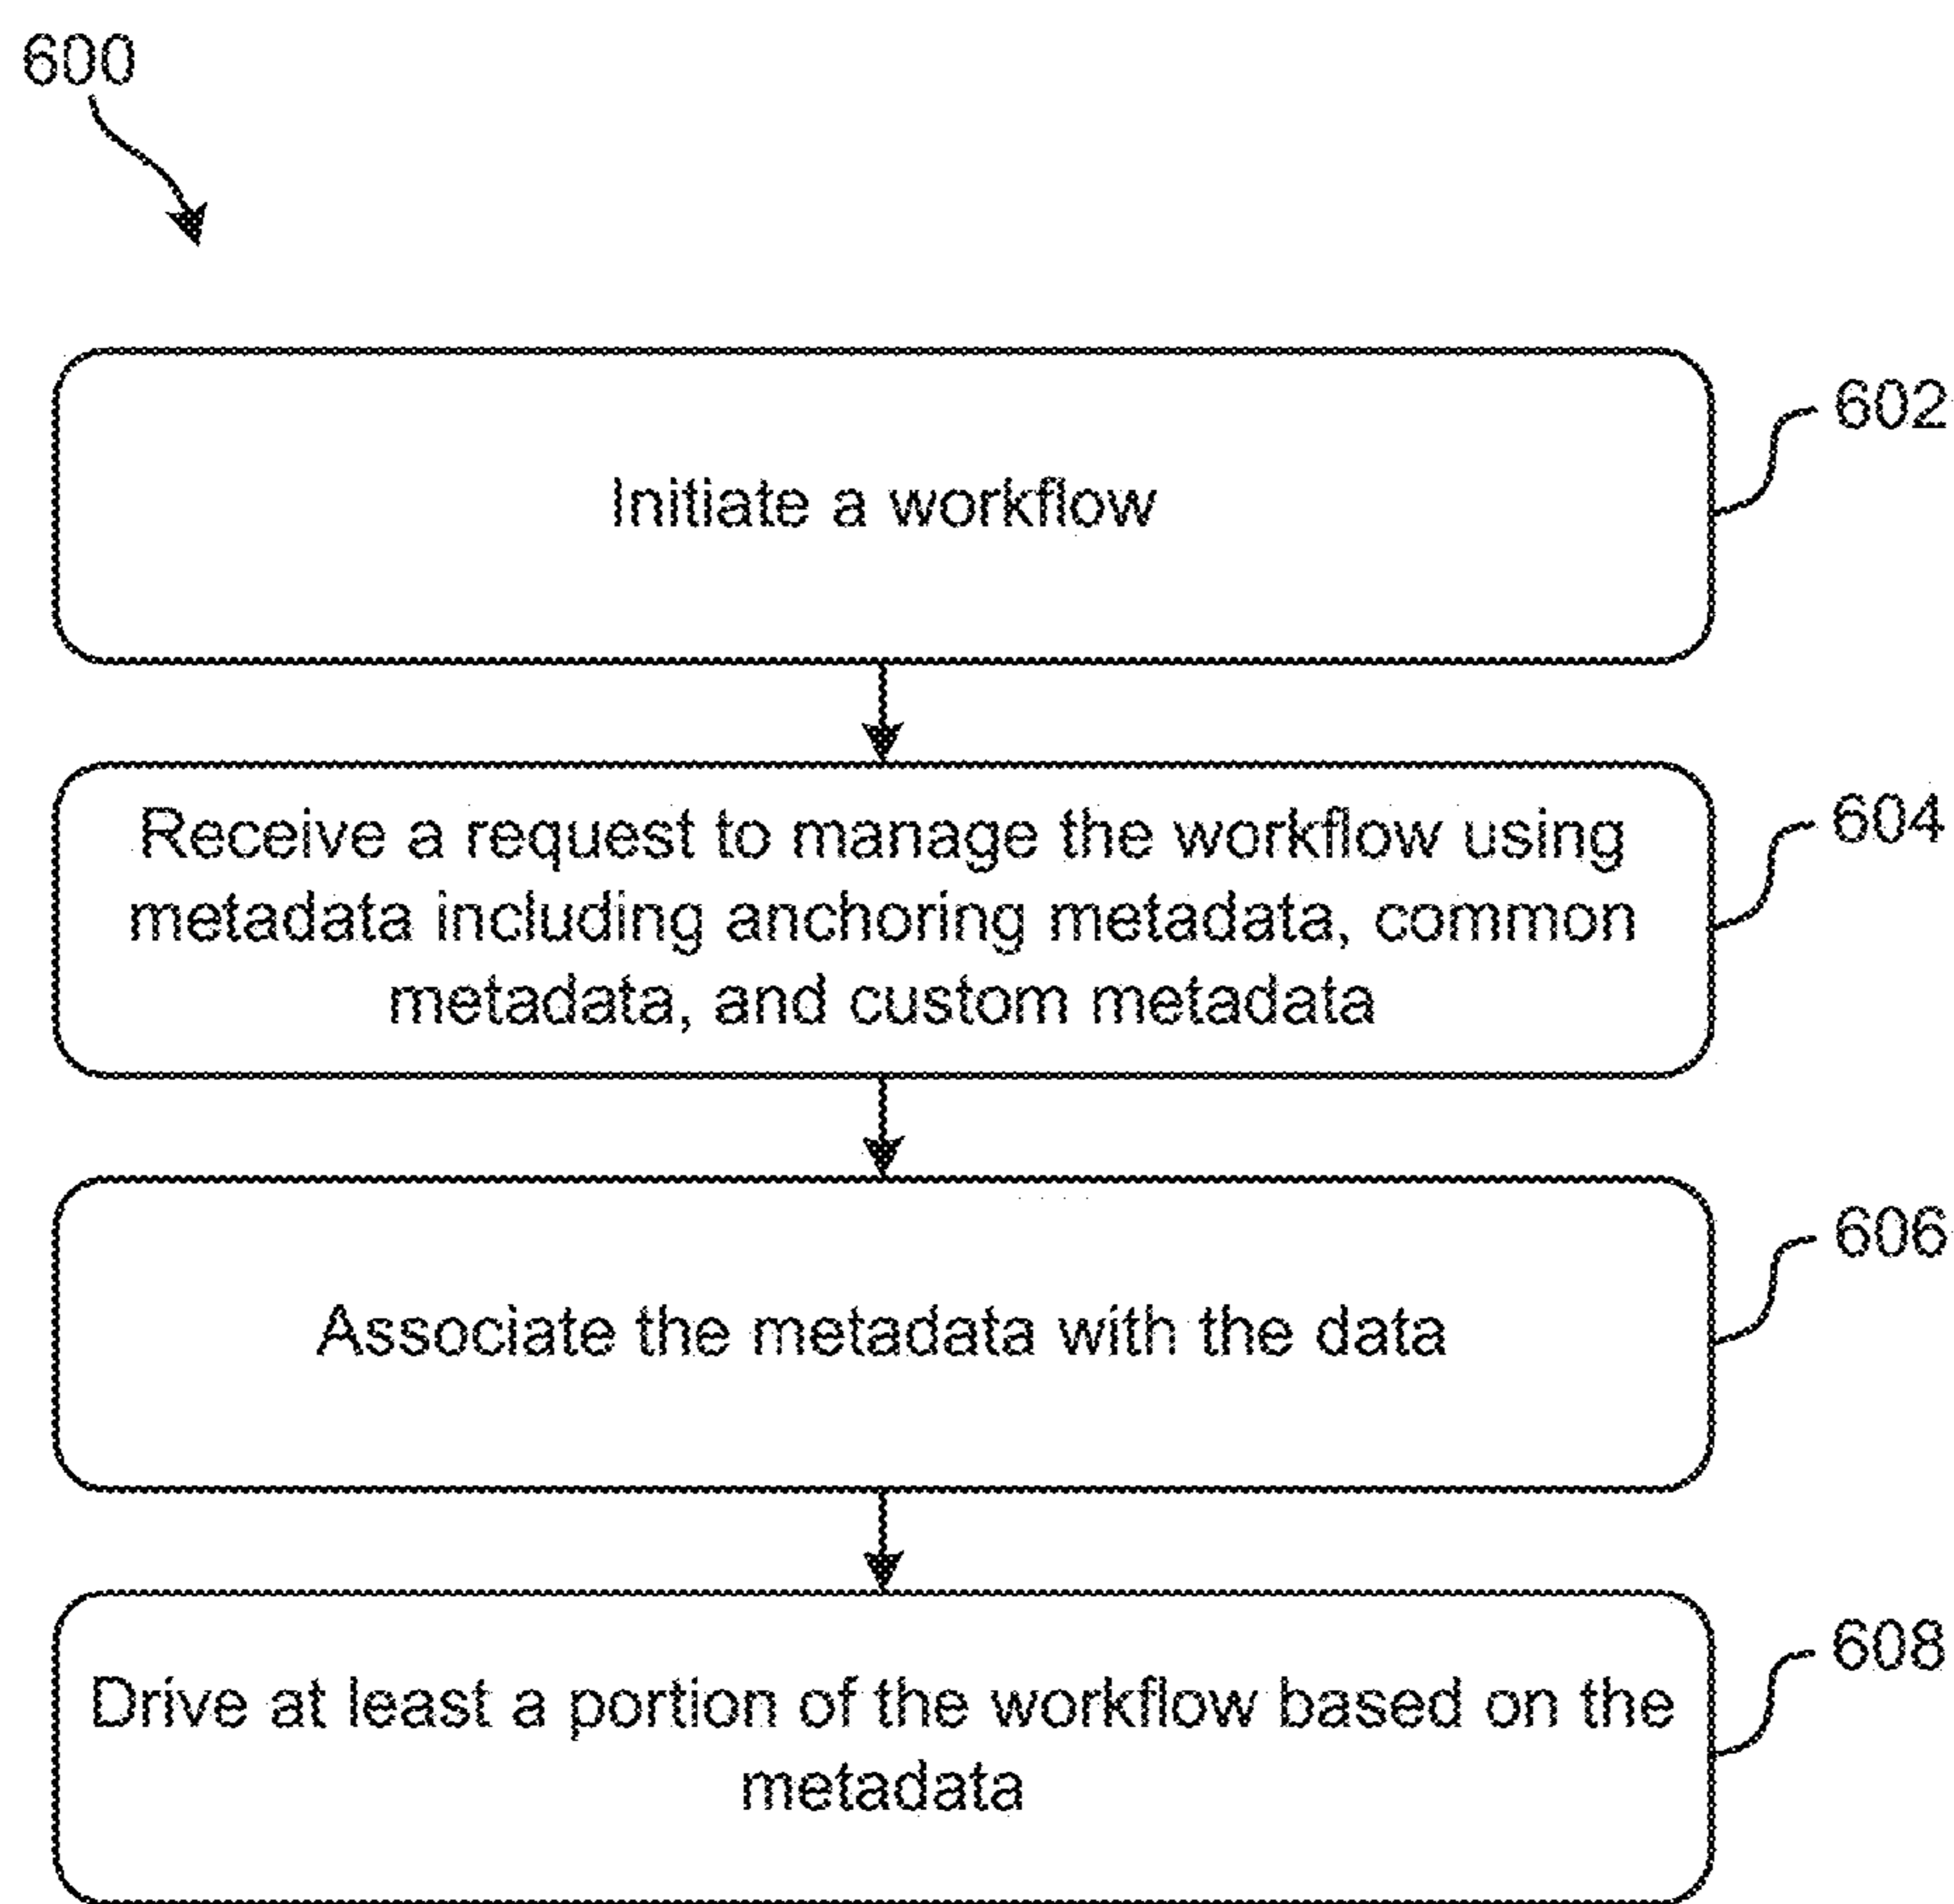 600
Initiate a workflow
602
Receive a request to manage the workflow using
metadata including anchoring metadata, common
metadata, and custom metadata
604
Associate the metadata with the data
606
Drive at least a portion of the workflow based on the
metadata
608